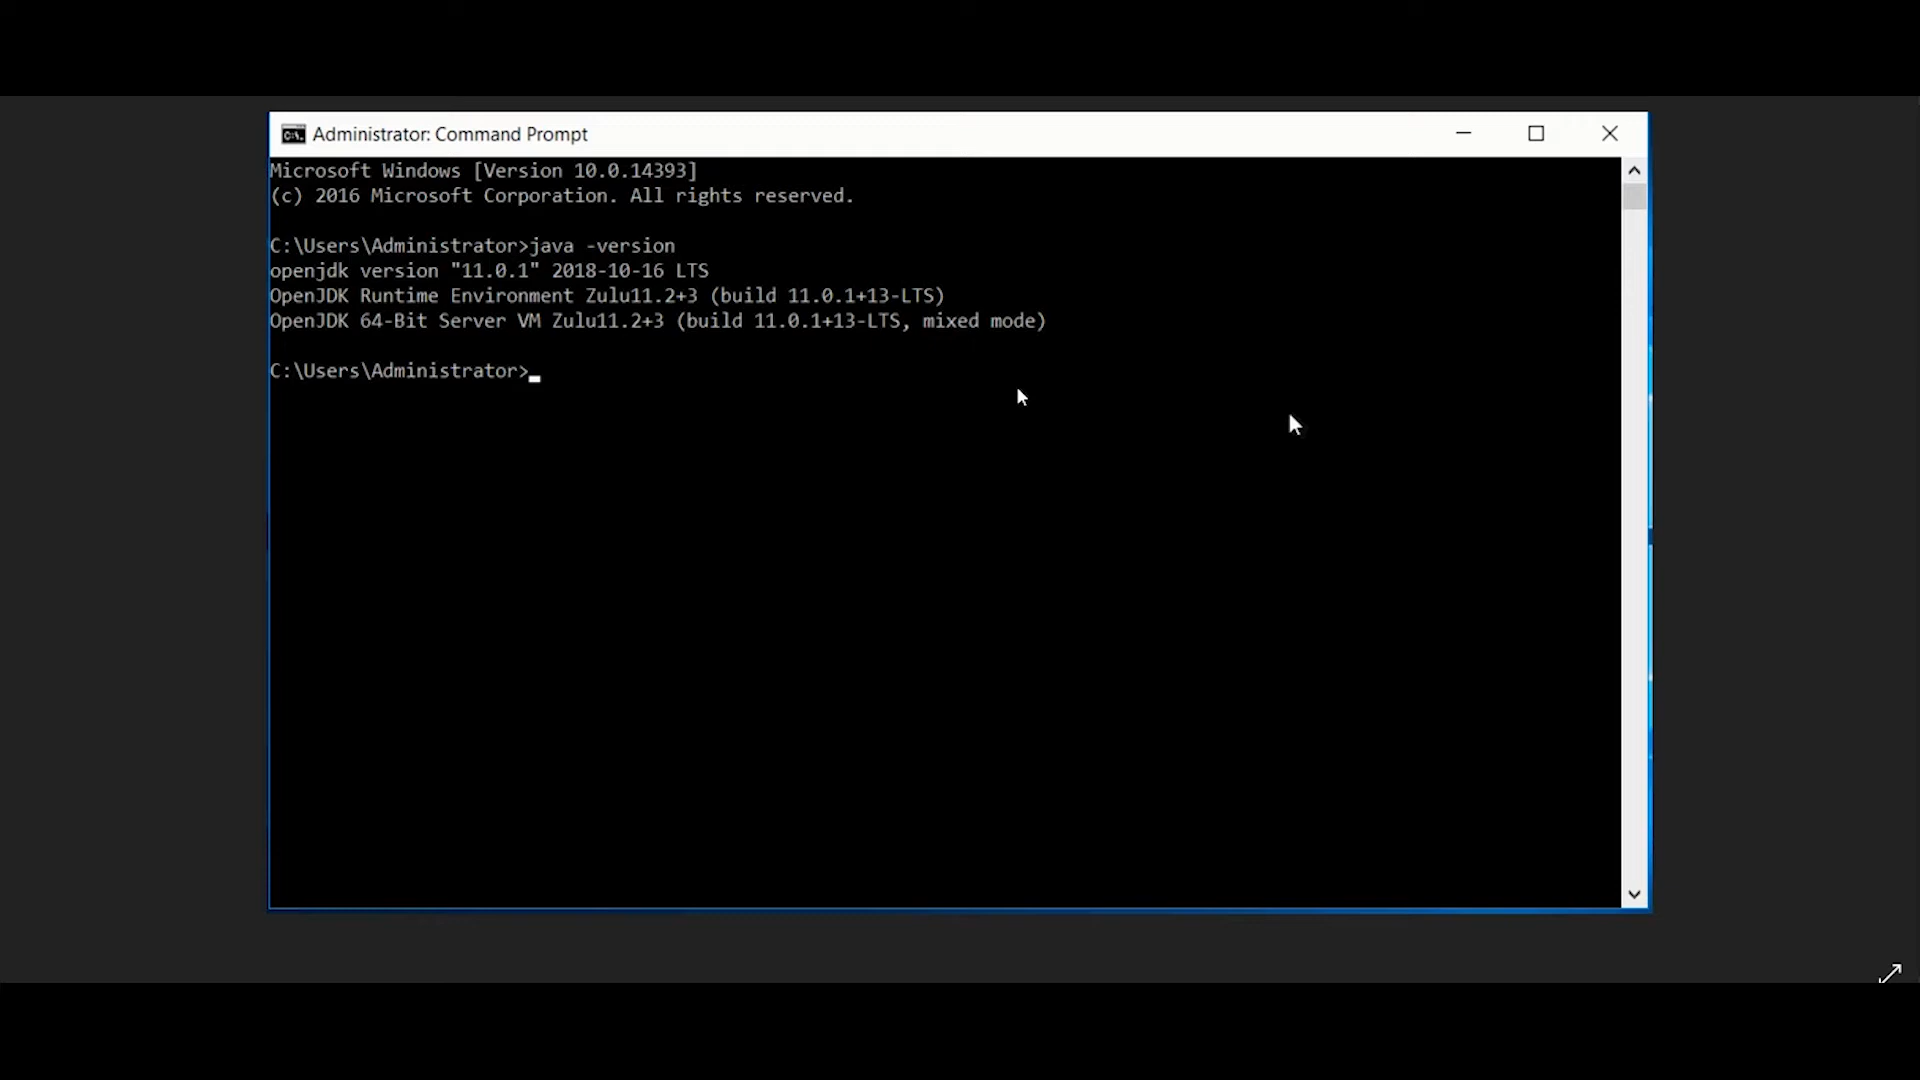 Administrator: Command Prompt
Microsoft Windows [Version 10.0.14393]
(c) 2016 Microsoft Corporation. All rights reserved.
C:\Users\Administrator>java -version
openjdk version "11.0.1" 2018-10-16 LTS
OpenJDK Runtime Environment Zulu11.2+3 (build 11.0.1+13-LTS)
OpenJDK 64-Bit Server VM Zulu11.2+3 (build 11.0.1+13-LTS, mixed mode)
C:\Users\Administrator>